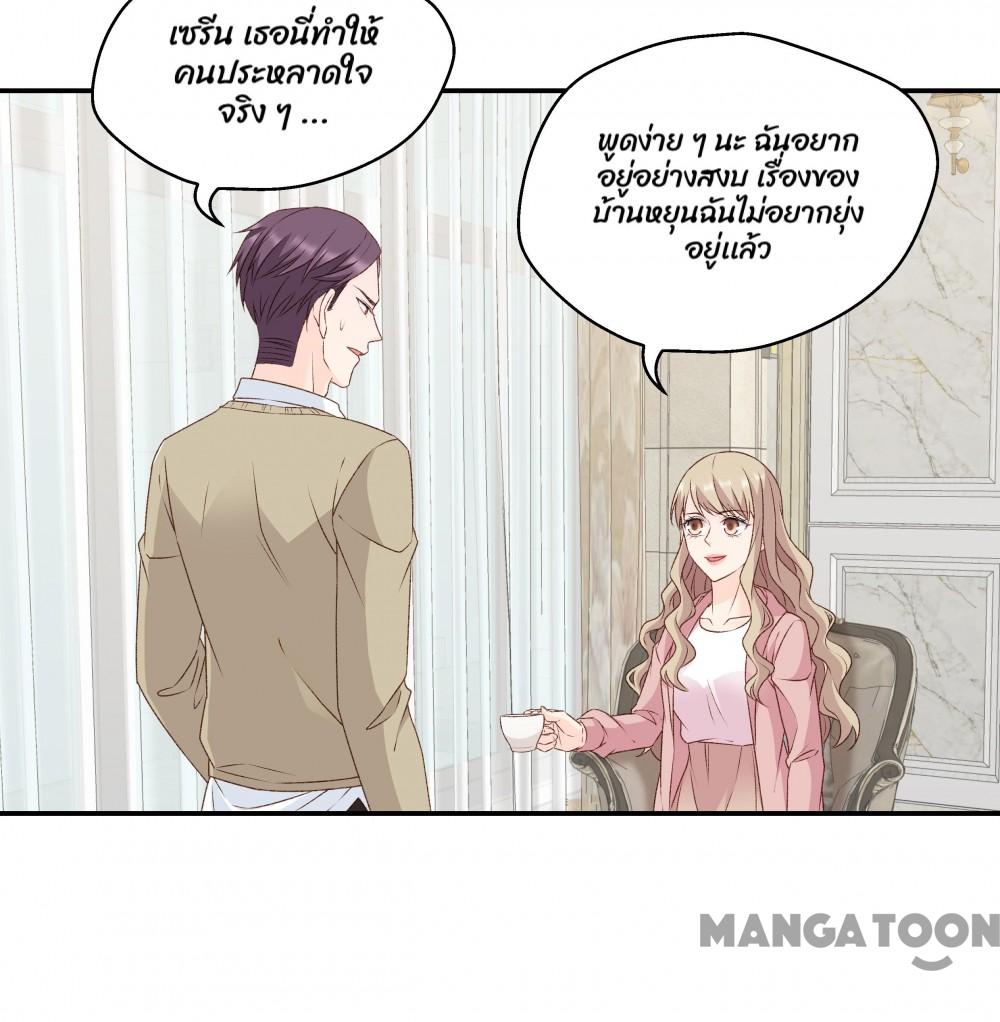 เซรีน เธอนี่ทำให้
คนประหลาดใจ
จริง ๆ ...
พูดง่าย ๆ นะ ฉันอยาก
อยู่อย่างสงบ เรื่องของ
บ้านหยุนฉันไม่อยากยุ่ง
อยู่แล้ว
MANGATOON